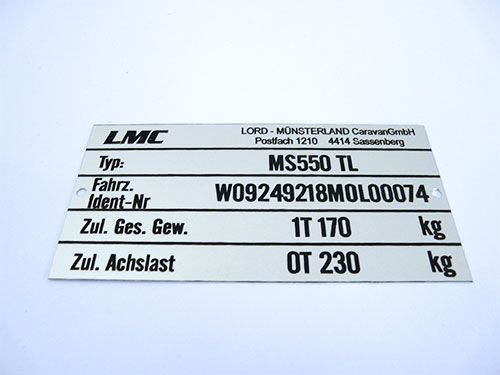 LMC LORD - MÜNSTERLAND CaravanGmbH
Postfach 1210 4414 Sassenberg
Typ: MS550 TL
Fahrz.
Ident-Nr W09249218M0L00074
Zul. Ges. Gew. 1T 170 kg
Zul. Achslast 0T 230 kg